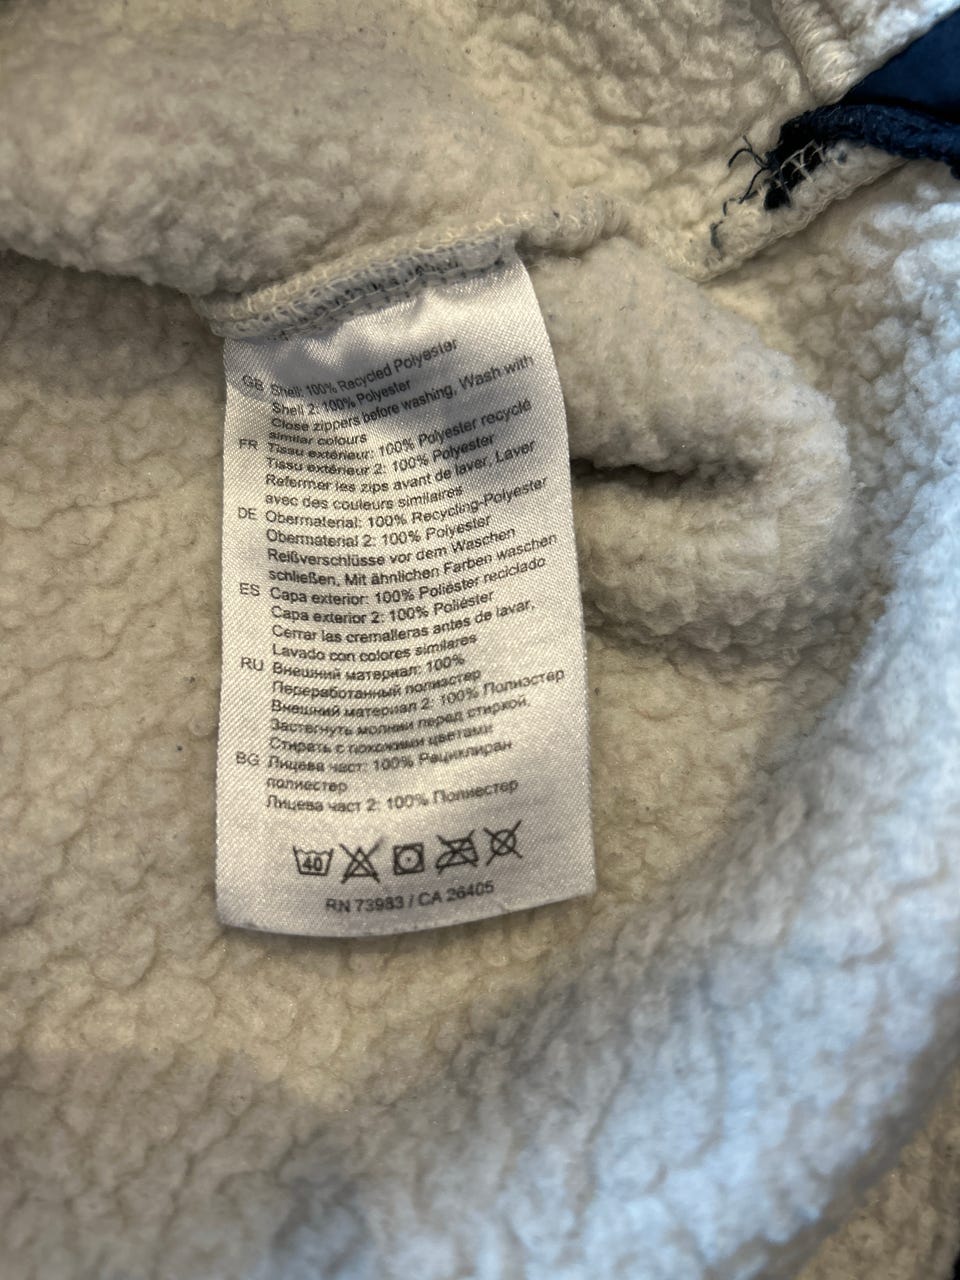 GB Shell: 100% Recycled Polyester
Shell 2: 100% Polyester
Close zippers before washing, Wash with
similar colours
FR Tissu extérieur: 100% Polyester recyclé
Tissu extérieur 2: 100% Polyester
Refermer les zips avant de laver, Laver
avec des couleurs similaires
DE Obermaterial: 100% Recycling-Polyester
Obermaterial 2: 100% Polyester
Reißverschlüsse vor dem Waschen
schließen, Mit ähnlichen Farben waschen
ES Capa exterior: 100% Poliéster reciclado
Capa exterior 2: 100% Poliéster
Cerrar las cremalleras antes de lavar,
Lavado con colores similares
RU Внешний материал: 100%
Переработанный полиэстер
Внешний материал 2: 100% Полиэстер
Застегнуть молнии перед стиркой,
Стирать с похожими цветами
BG Лицева част: 100% Рециклиран
полиестер
Лицева част 2: 100% Полиестер
40
RN 73983 / CA 26405